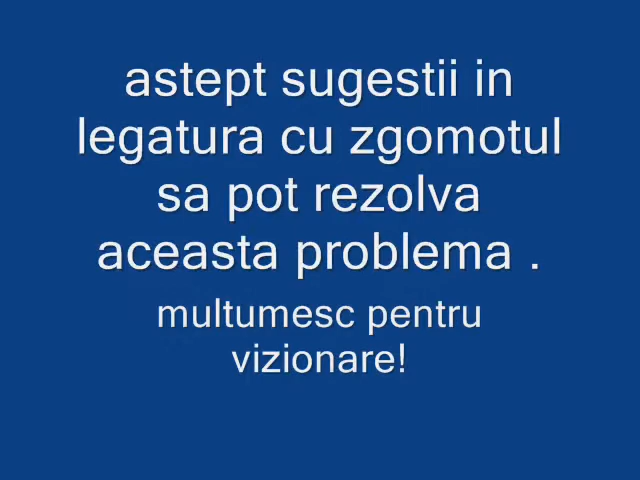 astept sugestii in
legatura cu zgomotul
sa pot rezolva
aceasta problema .
multumesc pentru
vizionare!